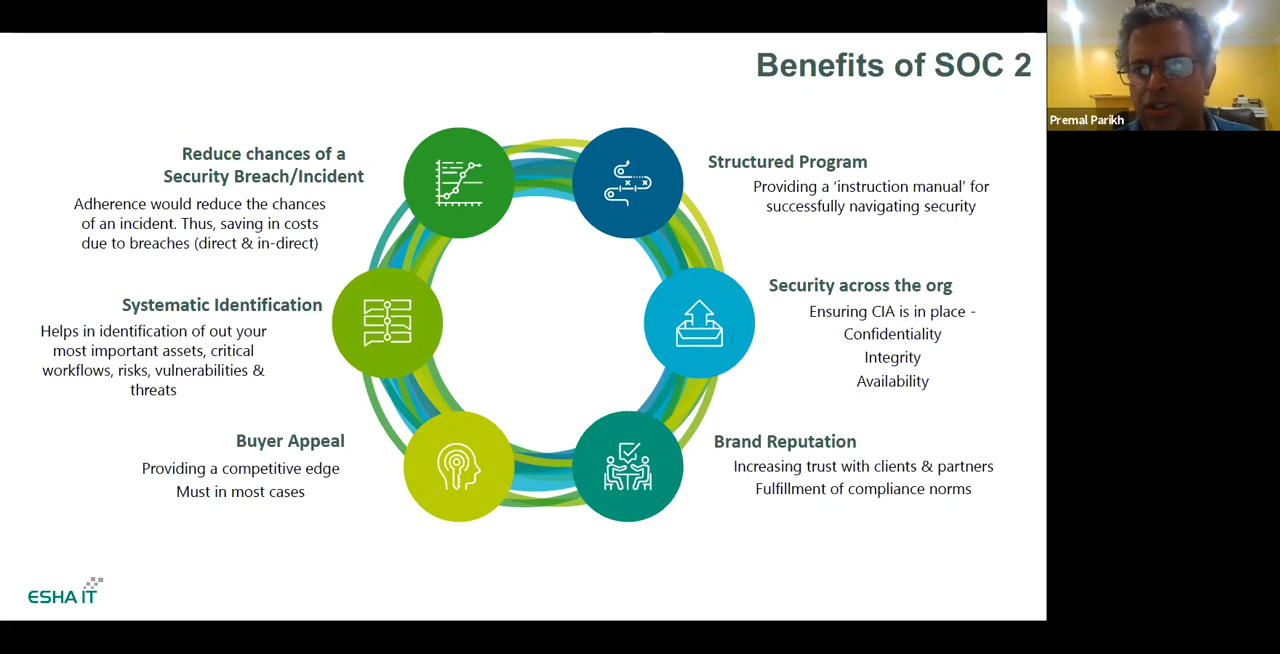 Benefits of SOC 2
Premal Parikh
Reduce chances of a
Security Breach/Incident
Adherence would reduce the chances
of an incident. Thus, saving in costs
due to breaches (direct & in-direct)
Structured Program
Providing a ‘instruction manual’ for
successfully navigating security
Systematic Identification
Helps in identification of out your
most important assets, critical
workflows, risks, vulnerabilities &
threats
Security across the org
Ensuring CIA is in place -
Confidentiality
Integrity
Availability
Buyer Appeal
Providing a competitive edge
Must in most cases
Brand Reputation
Increasing trust with clients & partners
Fulfillment of compliance norms
ESHA IT